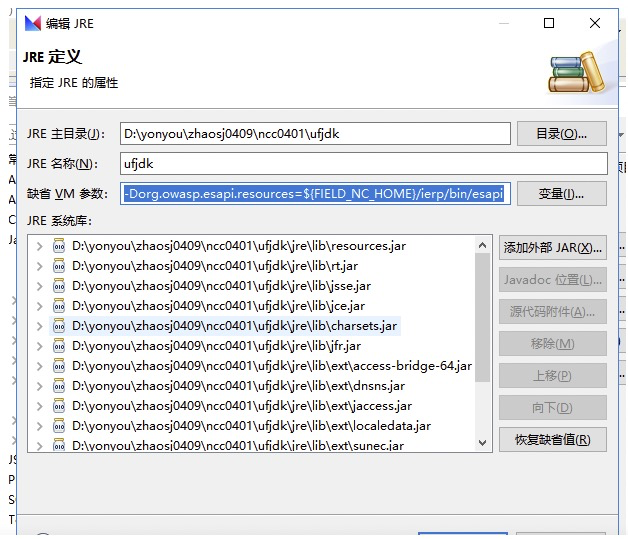 编辑 JRE
JRE 定义
指定 JRE 的属性
JRE 主目录(J): D:\yonyou\zhaosj0409\ncc0401\ufjdk 目录(O)...
JRE 名称(N): ufjdk
缺省 VM 参数: -Dorg.owasp.esapi.resources=${FIELD_NC_HOME}/ierp/bin/esapi 变量(I)...
JRE 系统库:
D:\yonyou\zhaosj0409\ncc0401\ufjdk\jre\lib\resources.jar 添加外部 JAR(X)...
D:\yonyou\zhaosj0409\ncc0401\ufjdk\jre\lib\rt.jar
D:\yonyou\zhaosj0409\ncc0401\ufjdk\jre\lib\jsse.jar Javadoc 位置(L)...
D:\yonyou\zhaosj0409\ncc0401\ufjdk\jre\lib\jce.jar 源代码附件(A)...
D:\yonyou\zhaosj0409\ncc0401\ufjdk\jre\lib\charsets.jar
D:\yonyou\zhaosj0409\ncc0401\ufjdk\jre\lib\jfr.jar 移除(M)
D:\yonyou\zhaosj0409\ncc0401\ufjdk\jre\lib\ext\access-bridge-64.jar
D:\yonyou\zhaosj0409\ncc0401\ufjdk\jre\lib\ext\dnsns.jar 上移(P)
D:\yonyou\zhaosj0409\ncc0401\ufjdk\jre\lib\ext\jaccess.jar 向下(D)
D:\yonyou\zhaosj0409\ncc0401\ufjdk\jre\lib\ext\localedata.jar
D:\yonyou\zhaosj0409\ncc0401\ufjdk\jre\lib\ext\sunec.jar 恢复缺省值(R)